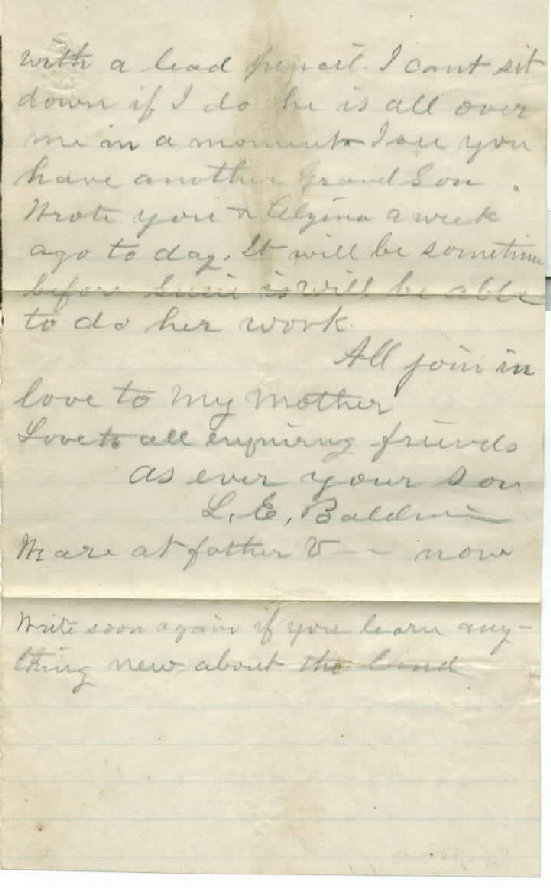 with a lead pencil. I cant sit
down if I do he is all over
me in a moment I see you
have another Grand Son
Wrote you & Alzina a week
ago to day. It will be sometime
before Susie is will be able
to do her work.
All join in
love to My Mother
Love to all enquiring friends
as ever your son
L. E. Baldwin
We are at father V-- now
Write soon again if you learn any-
thing new about the land